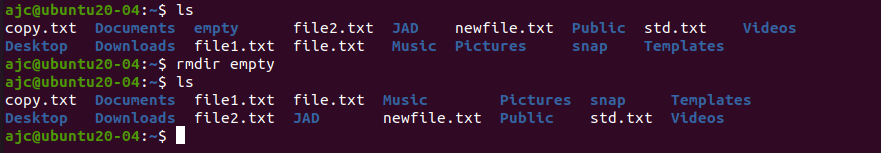 ajc@ubuntu20-04:~$ ls
copy.txt Documents empty file2.txt JAD newfile.txt Public std.txt Videos
Desktop Downloads file1.txt file.txt Music Pictures snap Templates
ajc@ubuntu20-04:~$ rmdir empty
ajc@ubuntu20-04:~$ ls
copy.txt Documents file1.txt file.txt Music Pictures snap Templates
Desktop Downloads file2.txt JAD newfile.txt Public std.txt Videos
ajc@ubuntu20-04:~$